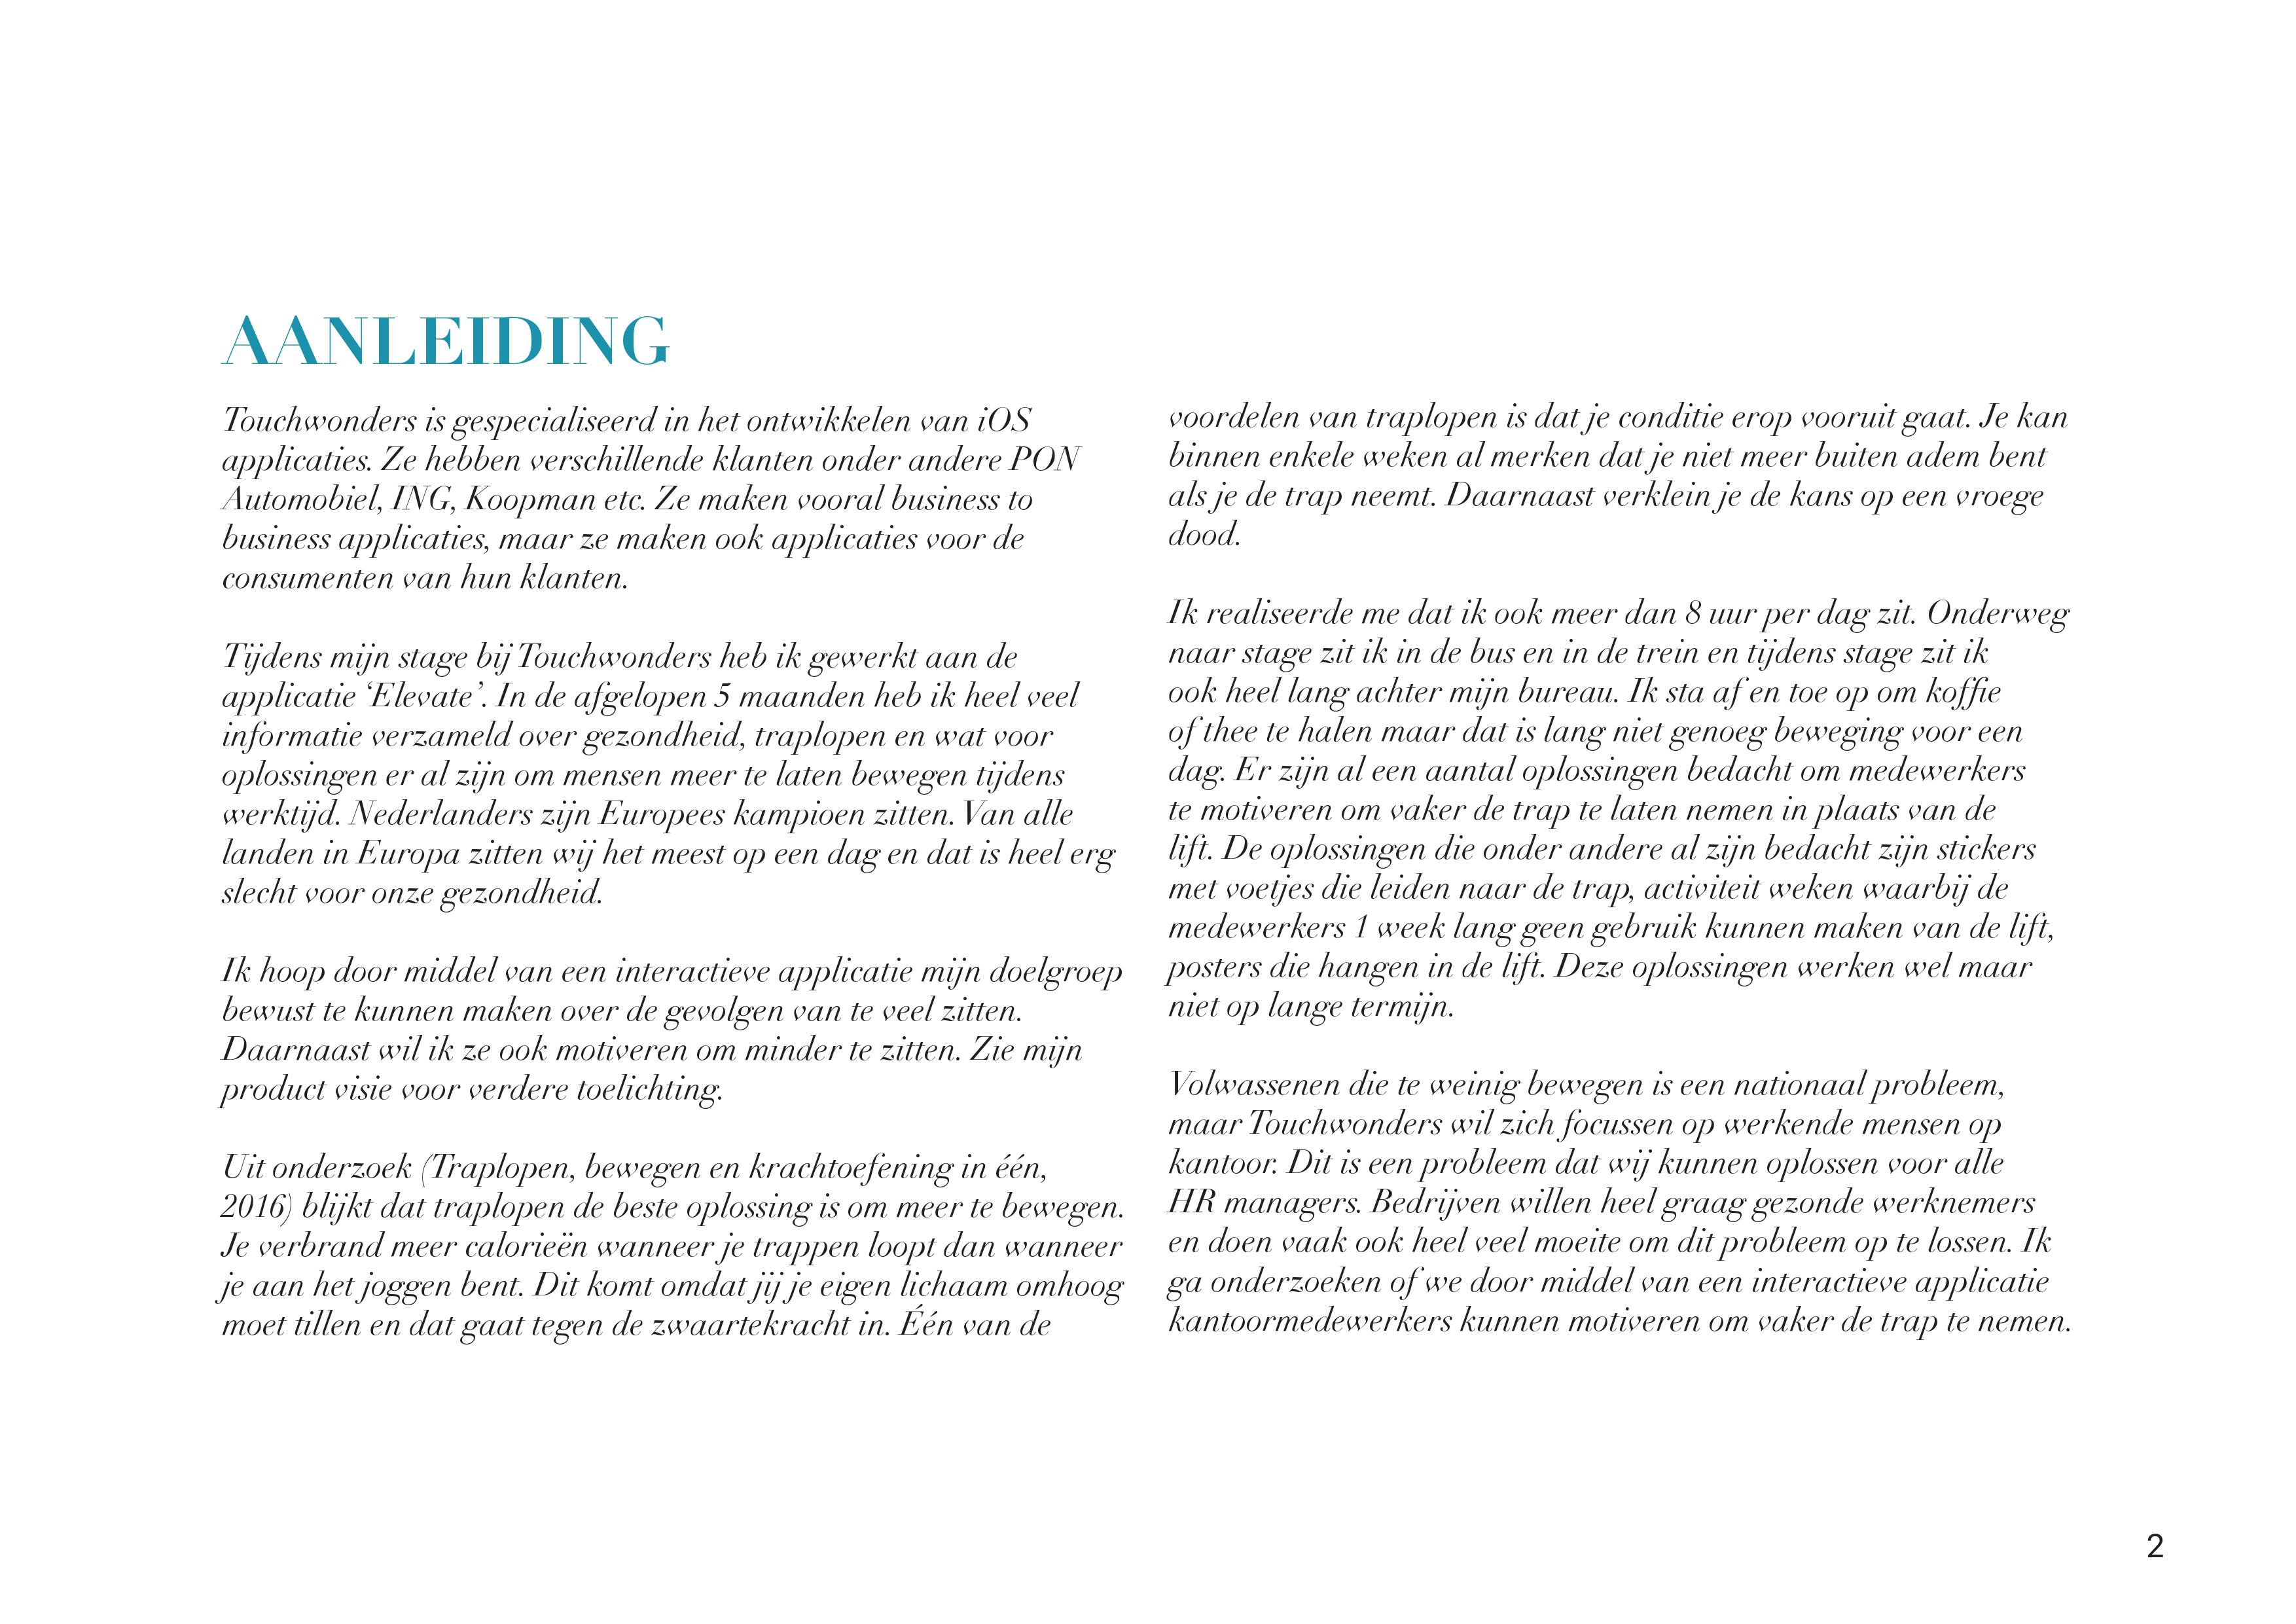 AANLEIDING
Touchwonders is gespecialiseerd in het ontwikkelen van iOS
applicaties. Ze hebben verschillende klanten onder andere PON
Automobiel, ING, Koopman etc. Ze maken vooral business to
business applicaties, maar ze maken ook applicaties voor de
consumenten van hun klanten.
Tijdens mijn stage bij Touchwonders heb ik gewerkt aan de
applicatie ‘Elevate’. In de afgelopen 5 maanden heb ik heel veel
informatie verzameld over gezondheid, traplopen en wat voor
oplossingen er al zijn om mensen meer te laten bewegen tijdens
werktijd. Nederlanders zijn Europees kampioen zitten. Van alle
landen in Europa zitten wij het meest op een dag en dat is heel erg
slecht voor onze gezondheid.
Ik hoop door middel van een interactieve applicatie mijn doelgroep
bewust te kunnen maken over de gevolgen van te veel zitten.
Daarnaast wil ik ze ook motiveren om minder te zitten. Zie mijn
product visie voor verdere toelichting.
Uit onderzoek (Traplopen, bewegen en krachtoefening in één,
2016) blijkt dat traplopen de beste oplossing is om meer te bewegen.
Je verbrand meer calorieën wanneer je trappen loopt dan wanneer
je aan het joggen bent. Dit komt omdat jij je eigen lichaam omhoog
moet tillen en dat gaat tegen de zwaartekracht in. Één van de
voordelen van traplopen is dat je conditie erop vooruit gaat. Je kan
binnen enkele weken al merken dat je niet meer buiten adem bent
als je de trap neemt. Daarnaast verklein je de kans op een vroege
dood.
Ik realiseerde me dat ik ook meer dan 8 uur per dag zit. Onderweg
naar stage zit ik in de bus en in de trein en tijdens stage zit ik
ook heel lang achter mijn bureau. Ik sta af en toe op om koffie
of thee te halen maar dat is lang niet genoeg beweging voor een
dag. Er zijn al een aantal oplossingen bedacht om medewerkers
te motiveren om vaker de trap te laten nemen in plaats van de
lift. De oplossingen die onder andere al zijn bedacht zijn stickers
met voetjes die leiden naar de trap, activiteit weken waarbij de
medewerkers 1 week lang geen gebruik kunnen maken van de lift,
posters die hangen in de lift. Deze oplossingen werken wel maar
niet op lange termijn.
Volwassenen die te weinig bewegen is een nationaal probleem,
maar Touchwonders wil zich focussen op werkende mensen op
kantoor. Dit is een probleem dat wij kunnen oplossen voor alle
HR managers. Bedrijven willen heel graag gezonde werknemers
en doen vaak ook heel veel moeite om dit probleem op te lossen. Ik
ga onderzoeken of we door middel van een interactieve applicatie
kantoormedewerkers kunnen motiveren om vaker de trap te nemen.
2